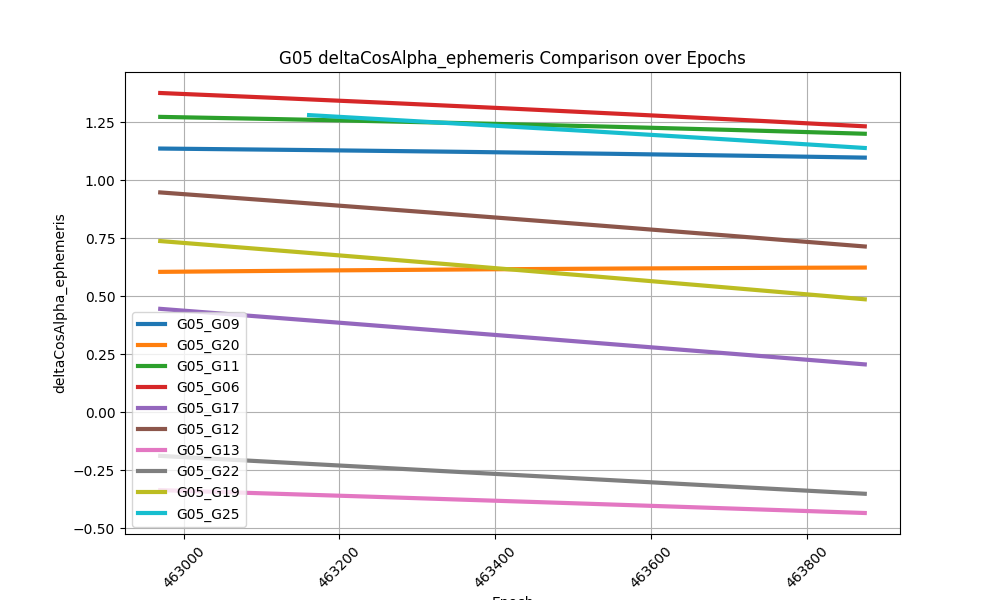 G05 deltaCosAlpha_ephemeris Comparison over Epochs
deltaCosAlpha_ephemeris
1.25
1.00
0.75
0.50
0.25
0.00
−0.25
−0.50
G05_G09
G05_G20
G05_G11
G05_G06
G05_G17
G05_G12
G05_G13
G05_G22
G05_G19
G05_G25
463000
463200
463400
463600
463800
Epoch